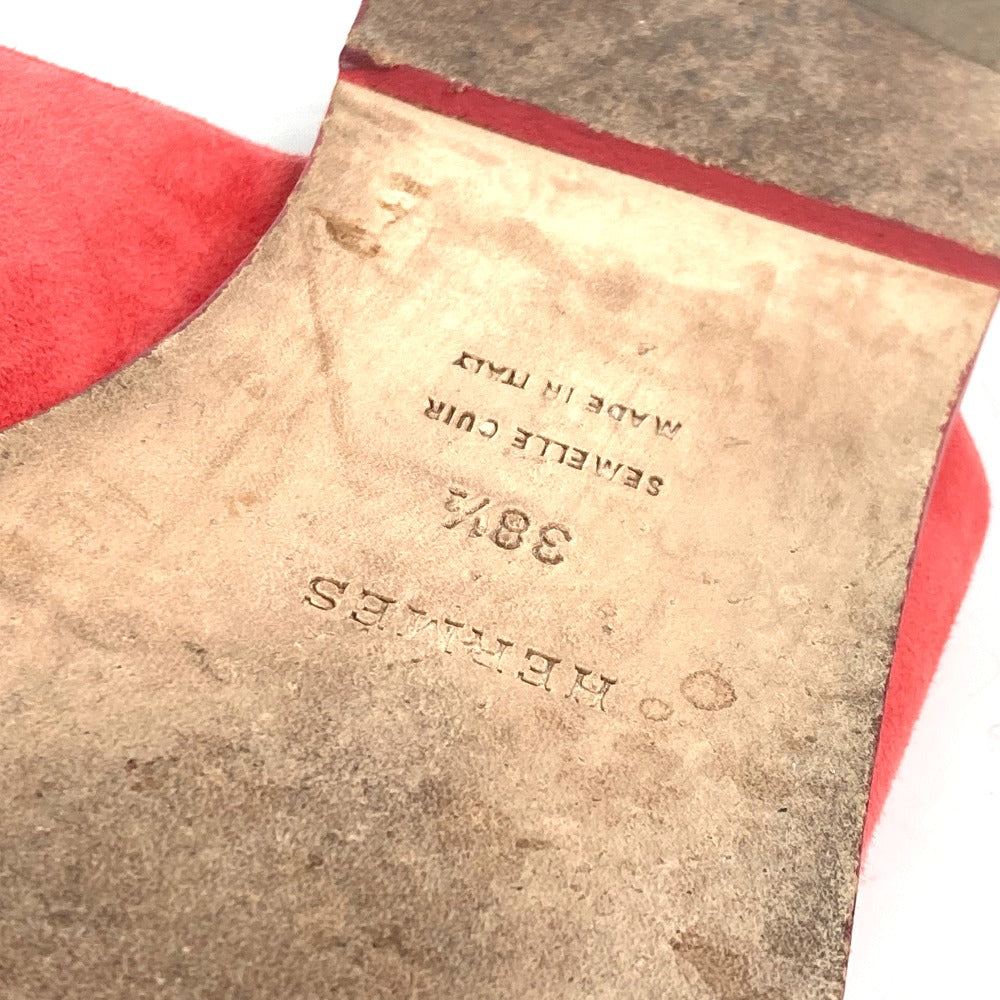 HERMES
38½
SEMELLE CUIR
MADE IN ITALY